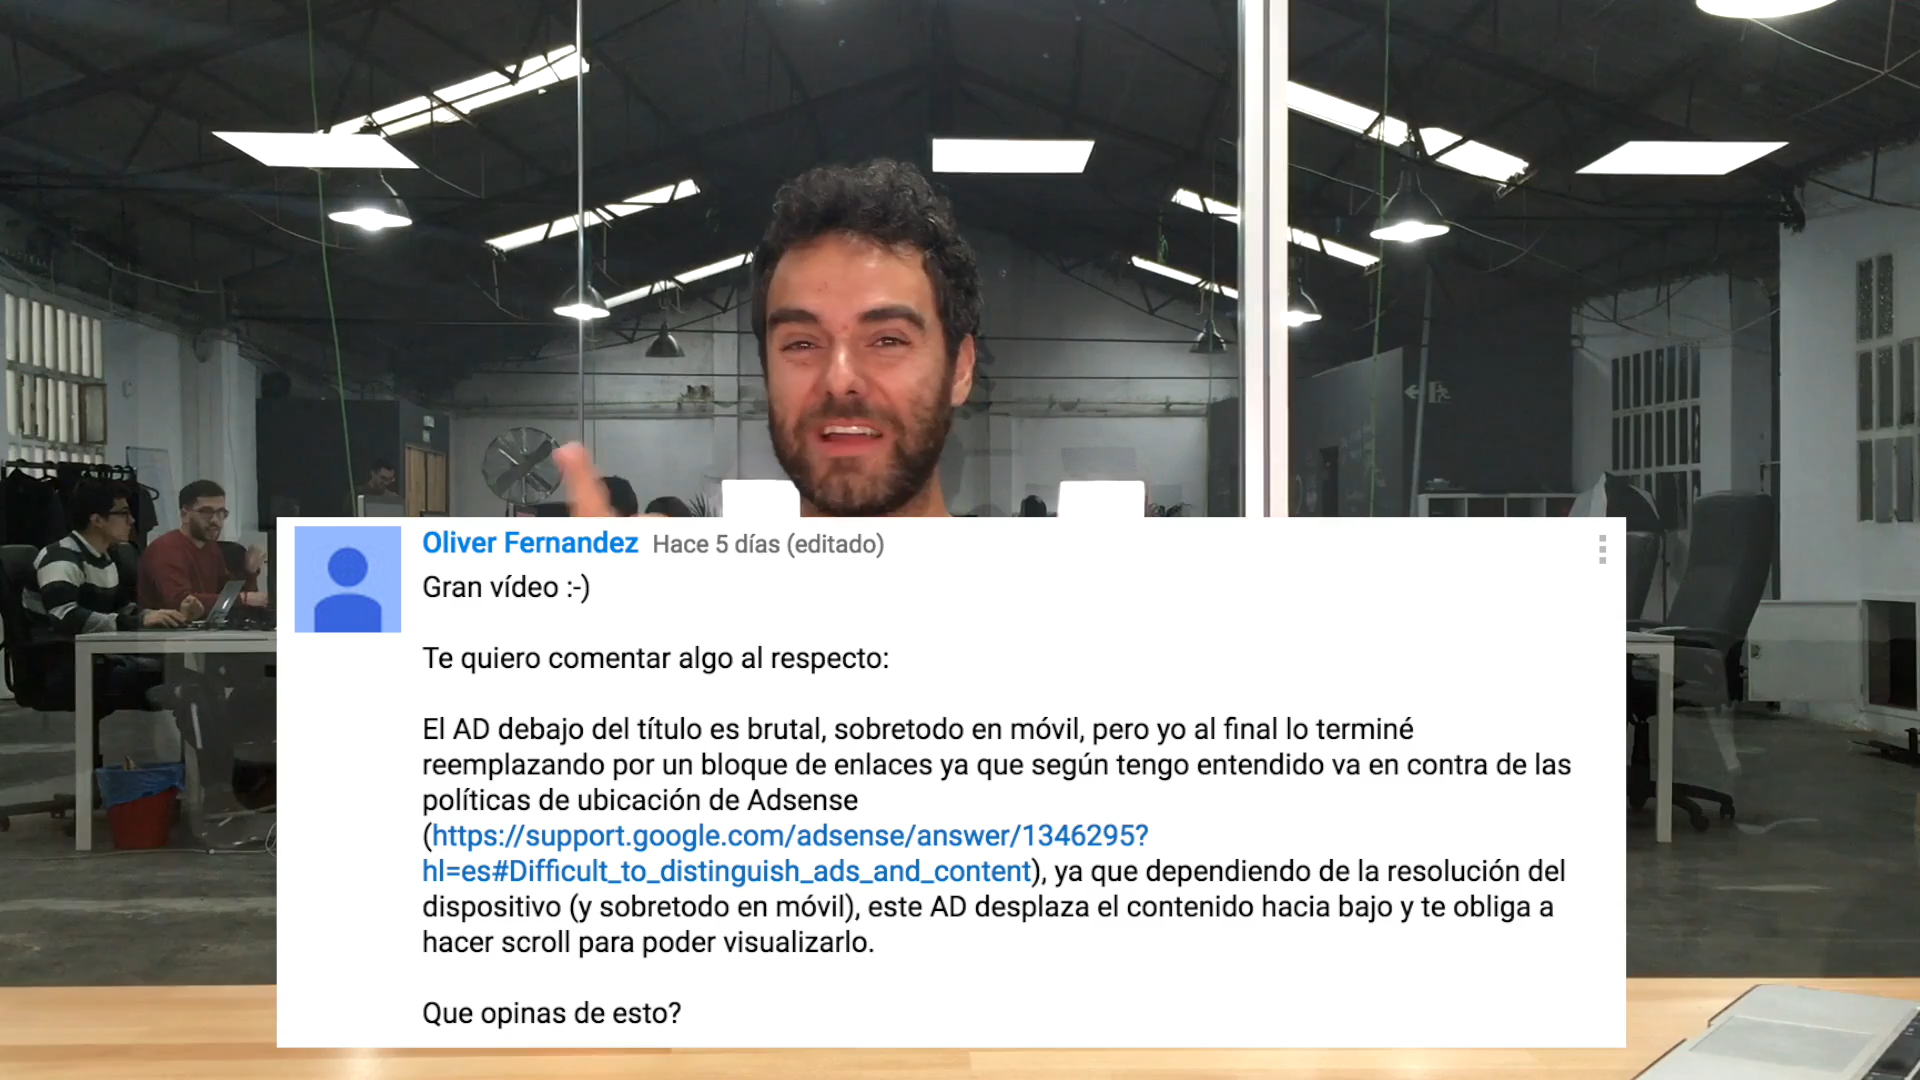 Oliver Fernandez Hace 5 días (editado)
Gran vídeo :-)
Te quiero comentar algo al respecto:
El AD debajo del título es brutal, sobretodo en móvil, pero yo al final lo terminé
reemplazando por un bloque de enlaces ya que según tengo entendido va en contra de las
políticas de ubicación de Adsense
(https://support.google.com/adsense/answer/1346295?
hl=es#Difficult_to_distinguish_ads_and_content), ya que dependiendo de la resolución del
dispositivo (y sobretodo en móvil), este AD desplaza el contenido hacia bajo y te obliga a
hacer scroll para poder visualizarlo.
Que opinas de esto?